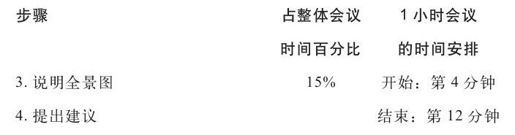 步骤 占整体会议 1 小时会议
时间百分比 的时间安排
3. 说明全景图 15% 开始：第 4 分钟
4. 提出建议 结束：第 12 分钟